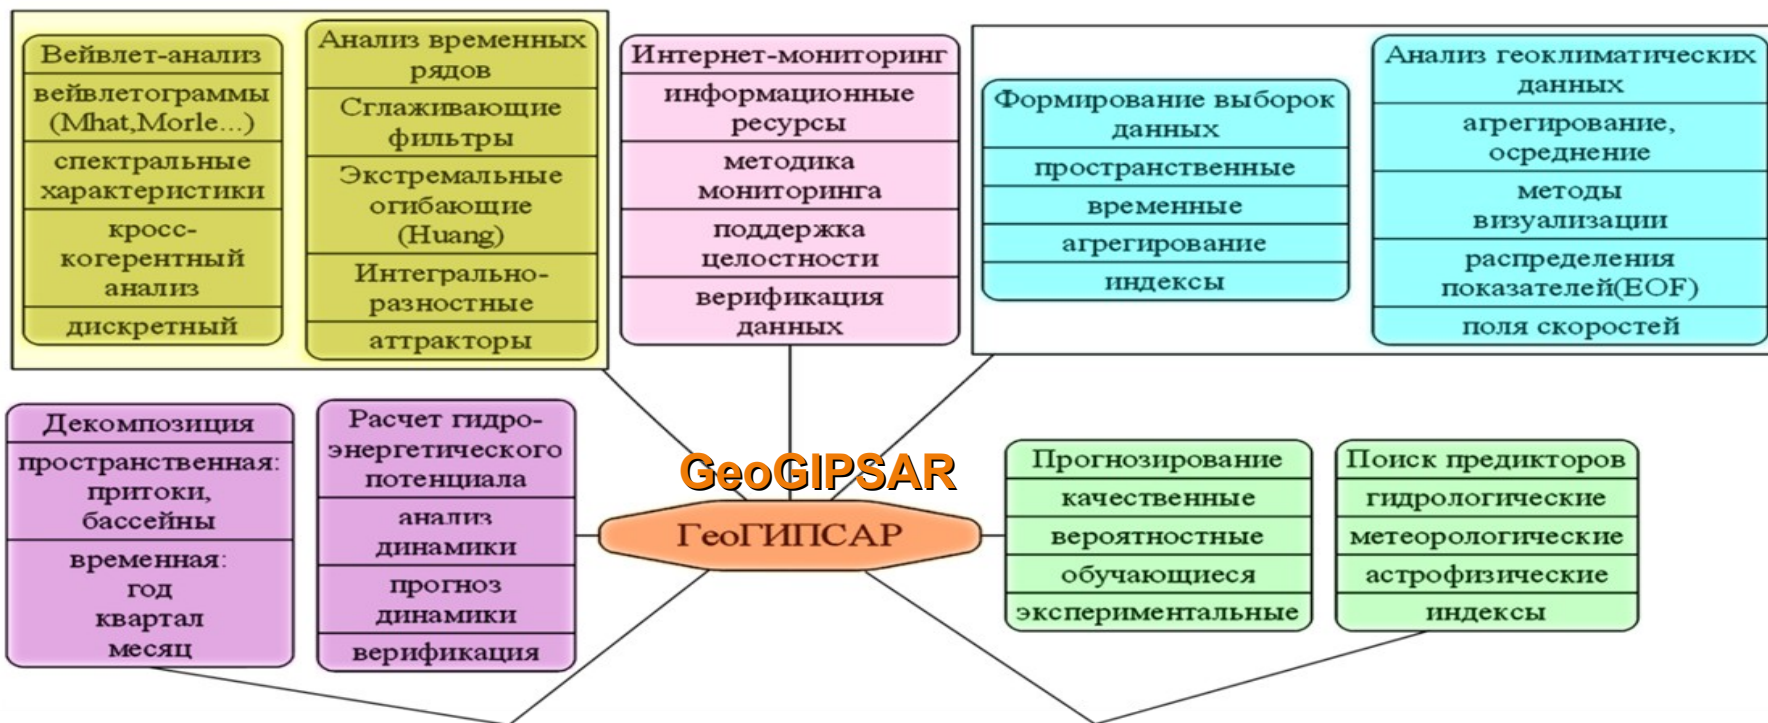 Вейвлет-анализ
вейвлетограммы
(Mhat,Morle...)
спектральные
характеристики
кросс-
когерентный
анализ
дискретный
Анализ временных
рядов
Сглаживающие
фильтры
Экстремальные
огибающие
(Huang)
Интегрально-
разностные
аттракторы
Интернет-мониторинг
информационные
ресурсы
методика
мониторинга
поддержка
целостности
верификация
данных
Формирование выборок
данных
пространственные
временные
агрегирование
индексы
Анализ геоклиматических
данных
агрегирование,
осреднение
методы
визуализации
распределения
показателей(EOF)
поля скоростей
Декомпозиция
пространственная:
притоки,
бассейны
временная:
год
квартал
месяц
Расчет гидро-
энергетического
потенциала
анализ
динамики
прогноз
динамики
верификация
GeoGIPSAR
ГеоГИПСАР
Прогнозирование
качественные
вероятностные
обучающиеся
экспериментальные
Поиск предикторов
гидрологические
метеорологические
астрофизические
индексы